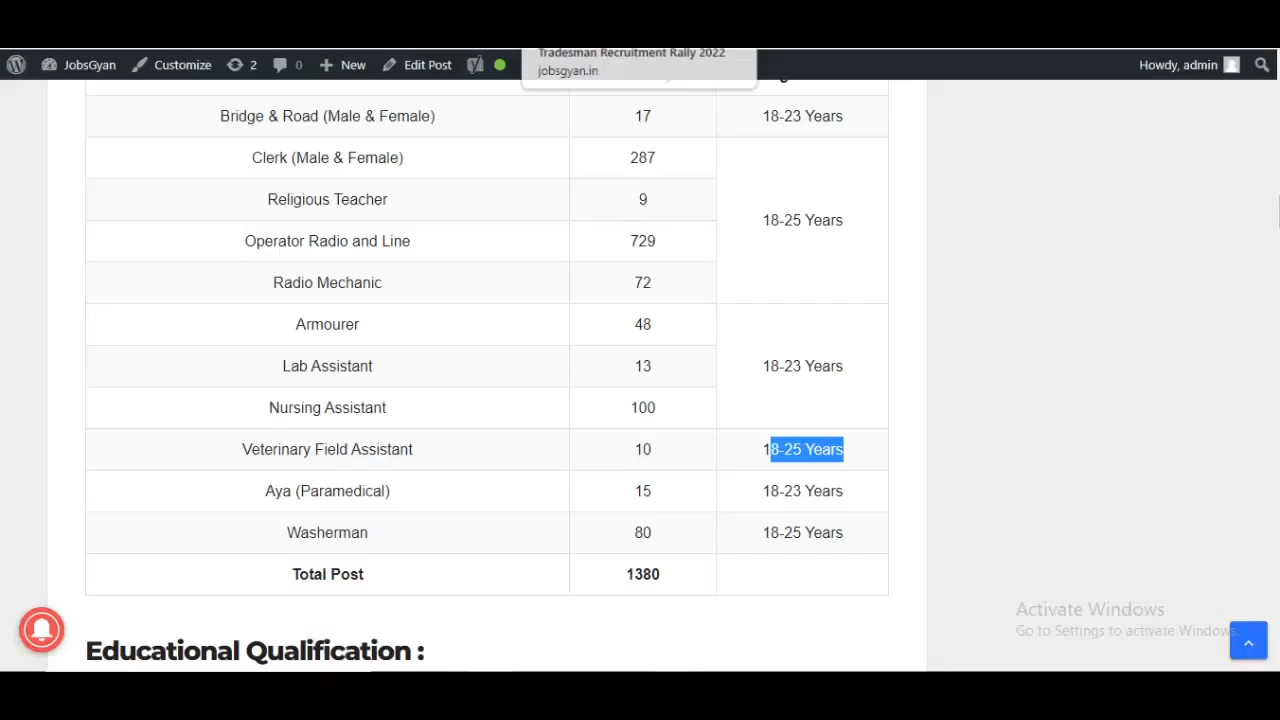 Tradesman Recruitment Rally 2022
jobsgyan.in
JobsGyan Customize 2 0 New Edit Post Howdy, admin
Bridge & Road (Male & Female) 17 18-23 Years
Clerk (Male & Female) 287
Religious Teacher 9
18-25 Years
Operator Radio and Line 729
Radio Mechanic 72
Armourer 48
Lab Assistant 13 18-23 Years
Nursing Assistant 100
Veterinary Field Assistant 10 18-25 Years
Aya (Paramedical) 15 18-23 Years
Washerman 80 18-25 Years
Total Post 1380
Activate Windows
Go to Settings to activate Windows.
Educational Qualification :